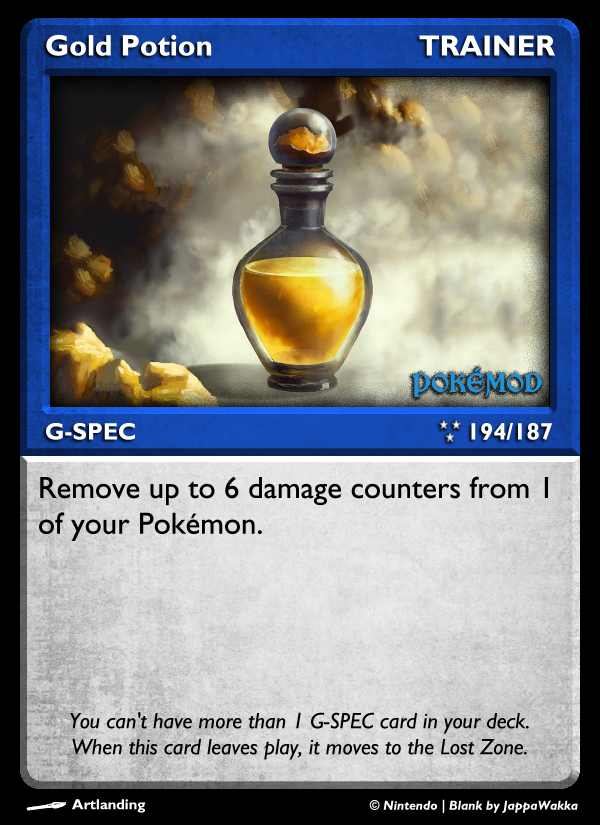 Gold Potion TRAINER
POKÉMOD
G-SPEC 194/187
Remove up to 6 damage counters from 1
of your Pokémon.
You can't have more than 1 G-SPEC card in your deck.
When this card leaves play, it moves to the Lost Zone.
Artlanding © Nintendo | Blank by JappaWakka